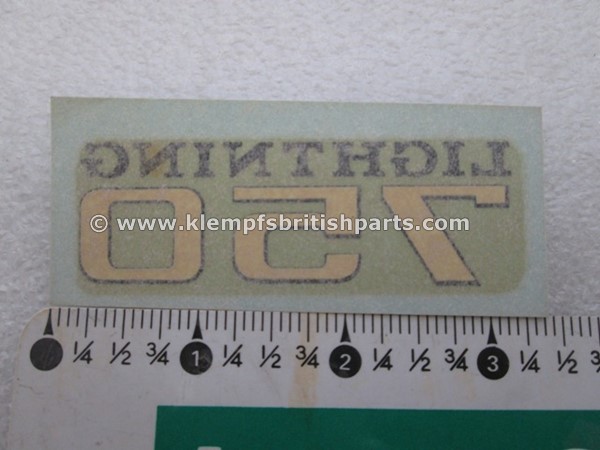 LIGHTNING
750
© www.klempfsbritishparts.com
1/4 1/2 3/4 1 1/4 1/2 3/4 2 1/4 1/2 3/4 3 1/4 1/2